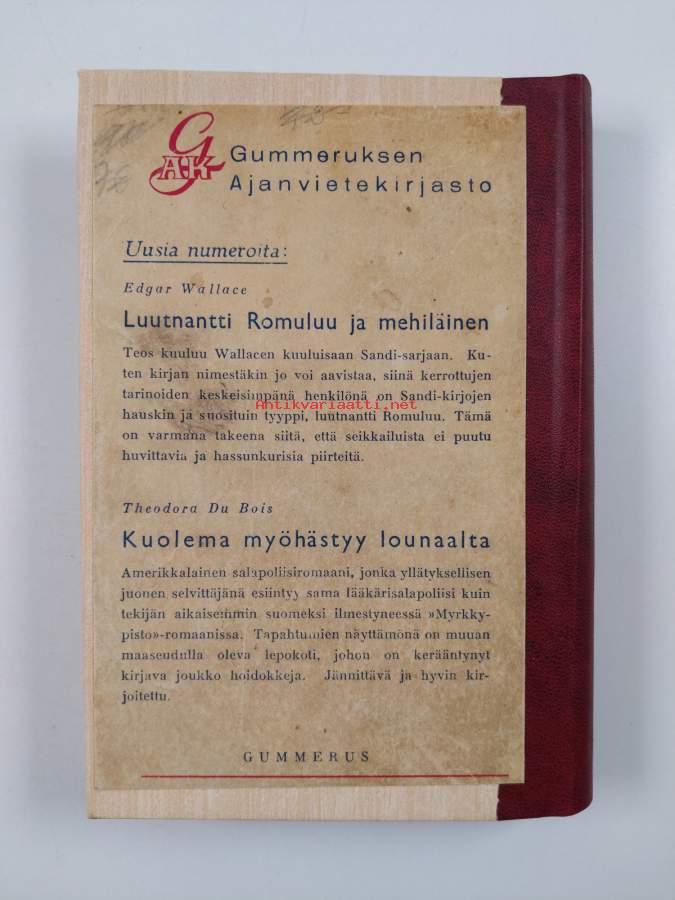 G
AK
Gummeruksen
Ajanvietekirjasto
Uusia numeroita:
Edgar Wallace
Luutnantti Romuluu ja mehiläinen
Teos kuuluu Wallacen kuuluisaan Sandi-sarjaan. Ku-
ten kirjan nimestäkin jo voi aavistaa, siinä kerrottujen
tarinoiden keskeisimpänä henkilönä on Sandi-kirjojen
hauskin ja suosituin tyyppi, luutnantti Romuluu. Tämä
Antikvariaatti.net
on varmana takeena siitä, että seikkailuista ei puutu
huvittavia ja hassunkurisia piirteitä.
Theodora Du Bois
Kuolema myöhästyy lounaalta
Amerikkalainen salapoliisiromaani, jonka yllätyksellisen
juonen selvittäjänä esiintyy sama lääkärisalapoliisi kuin
tekijän aikaisemmin suomeksi ilmestyneessä »Myrkky-
pisto»-romaanissa. Tapahtumien näyttämönä on muuan
maaseudulla oleva lepokoti, johon on kerääntynyt
kirjava joukko hoidokkeja. Jännittävä ja hyvin kir-
joitettu.
GUMMERUS